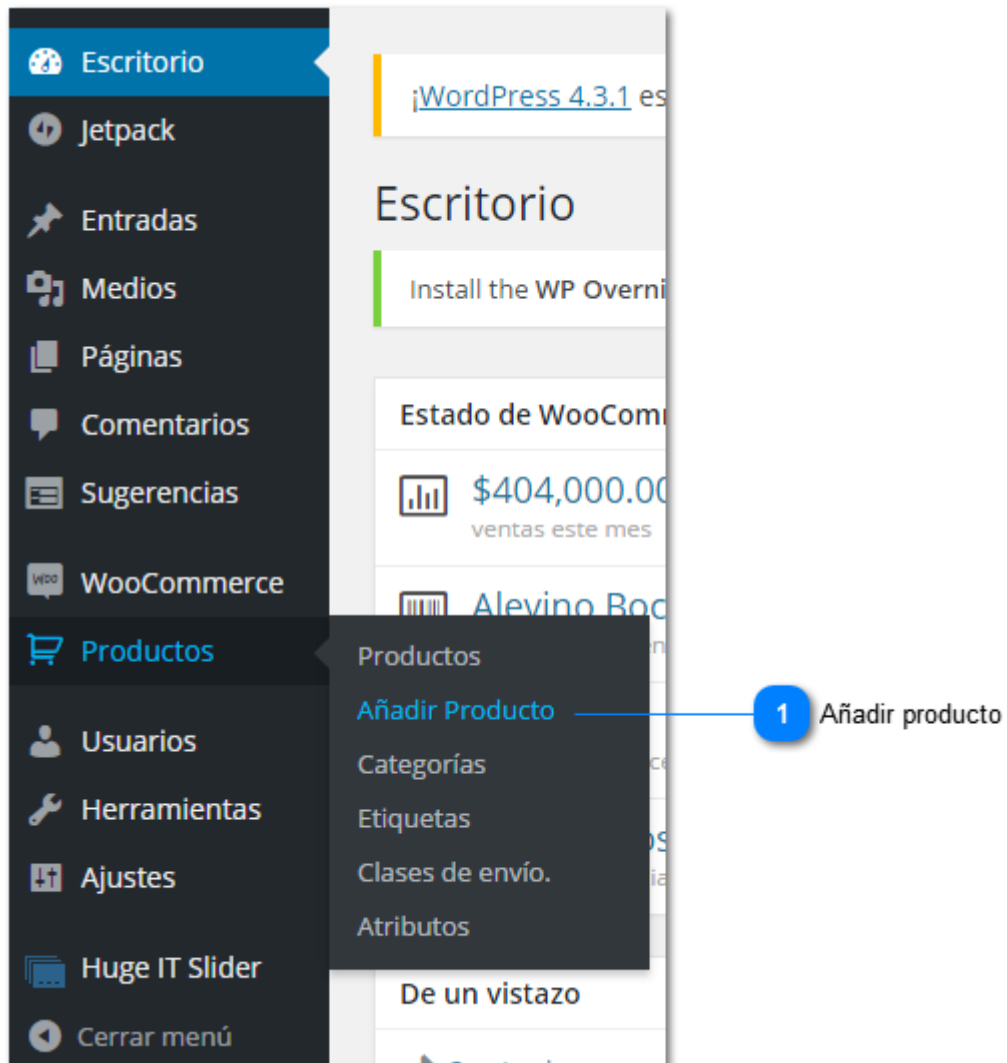 Escritorio
Jetpack
Entradas
Medios
Páginas
Comentarios
Sugerencias
WOO
WooCommerce
Productos
Usuarios
Herramientas
Ajustes
Huge IT Slider
Cerrar menú
¡WordPress 4.3.1 es
Escritorio
Install the WP Overni
Estado de WooCom
$404,000.00
ventas este mes
Alevino Boc
Productos
Añadir Producto
Categorías
Etiquetas
Clases de envío.
Atributos
De un vistazo
1 Añadir producto